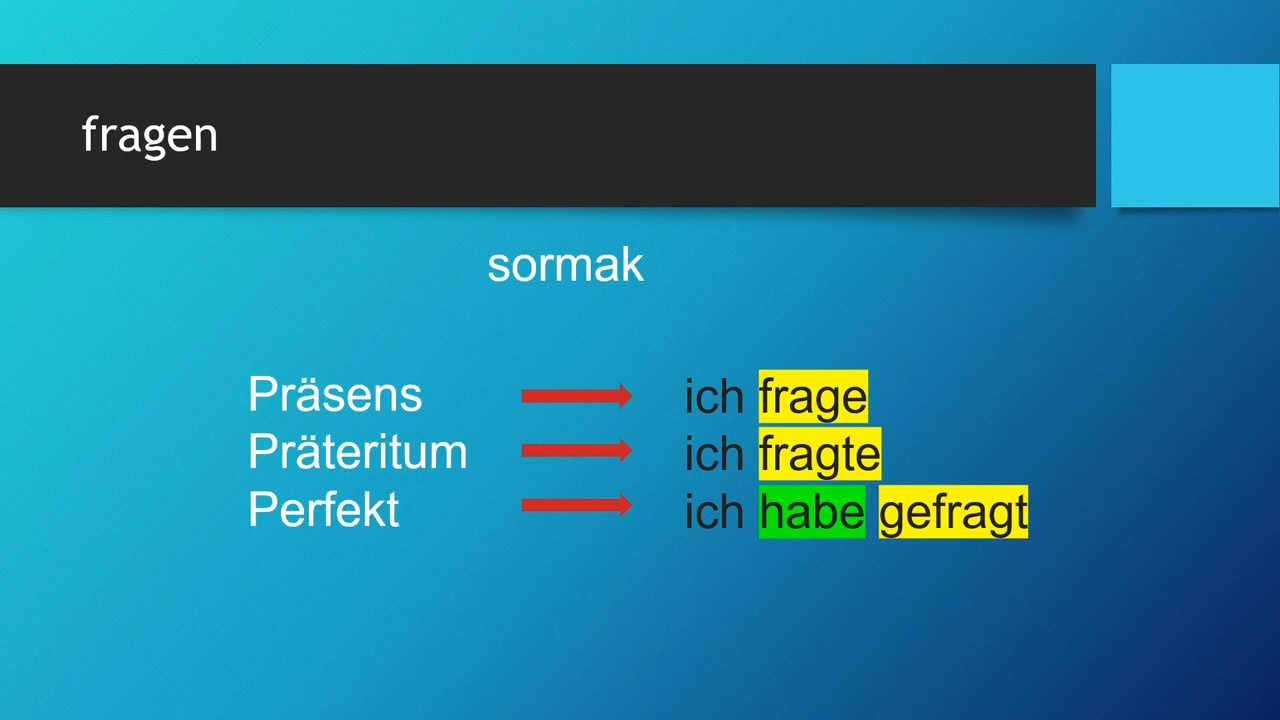 fragen
sormak
Präsens ich frage
Präteritum ich fragte
Perfekt ich habe gefragt